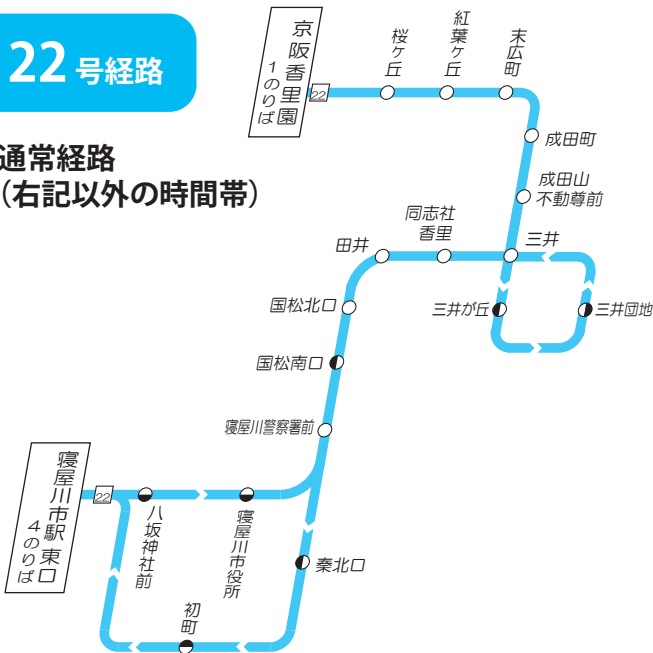 22号経路
通常経路
（右記以外の時間帯）
京阪香里園
1のりば
22
桜ヶ丘
紅葉ヶ丘
末広町
成田町
成田山
不動尊前
三井
同志社
香里
田井
三井が丘
三井団地
国松北口
国松南口
寝屋川警察署前
寝屋川市駅 東口
4のりば
22
八坂神社前
寝屋川市役所
秦北口
初町